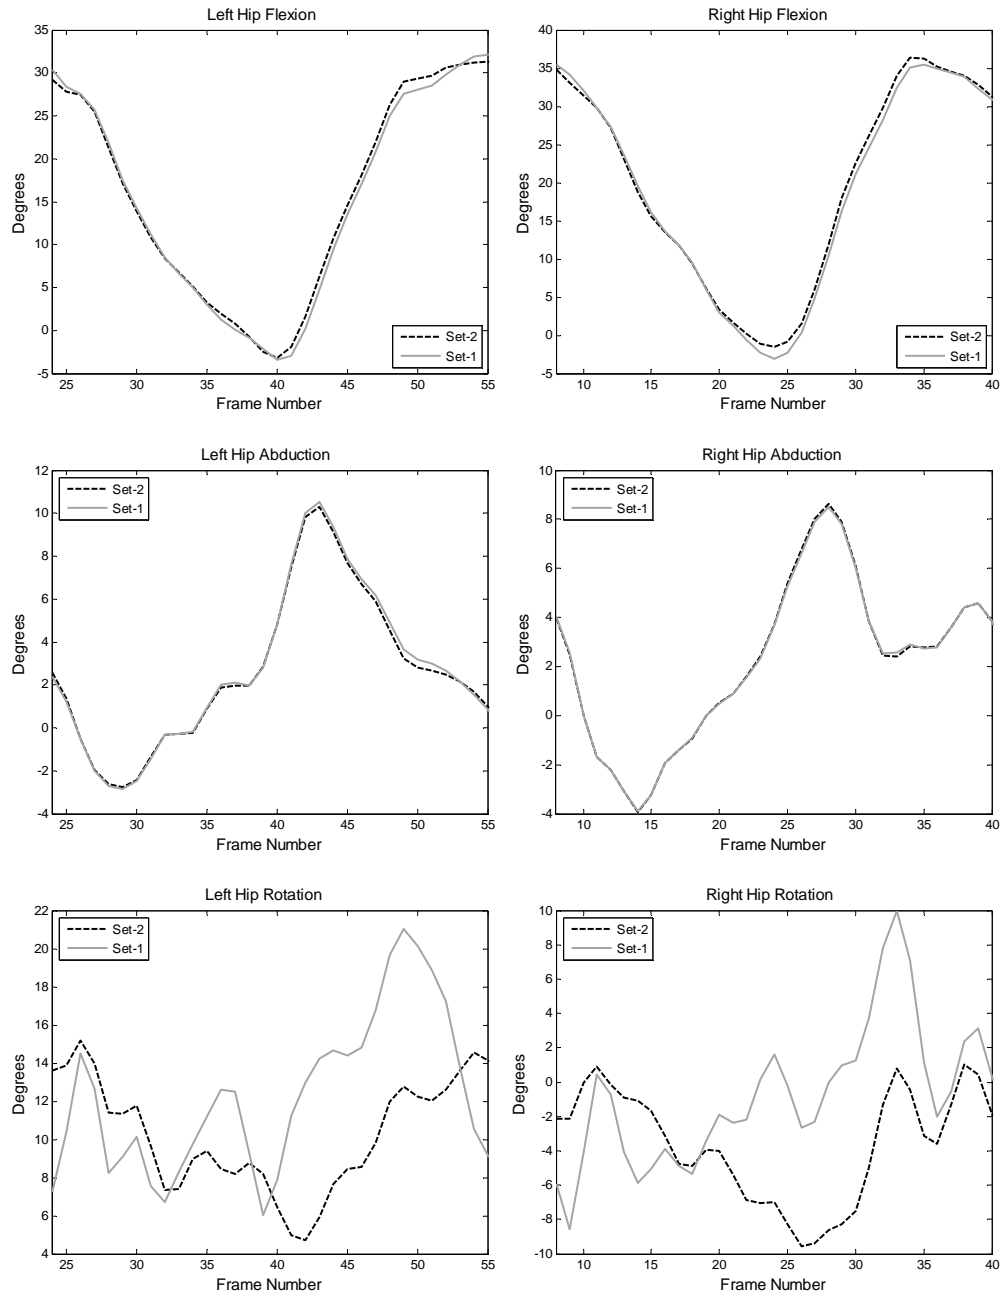 Left Hip Flexion
35
30
25
20
15
10
5
0
-5
Degrees
25 30 35 40 45 50 55
Frame Number
Set-2
Set-1
Right Hip Flexion
40
35
30
25
20
15
10
5
0
-5
Degrees
10 15 20 25 30 35 40
Frame Number
Set-2
Set-1
Left Hip Abduction
12
10
8
6
4
2
0
-2
-4
Degrees
25 30 35 40 45 50 55
Frame Number
Set-2
Set-1
Right Hip Abduction
10
8
6
4
2
0
-2
-4
Degrees
10 15 20 25 30 35 40
Frame Number
Set-2
Set-1
Left Hip Rotation
22
20
18
16
14
12
10
8
6
4
Degrees
25 30 35 40 45 50 55
Frame Number
Set-2
Set-1
Right Hip Rotation
10
8
6
4
2
0
-2
-4
-6
-8
-10
Degrees
10 15 20 25 30 35 40
Frame Number
Set-2
Set-1